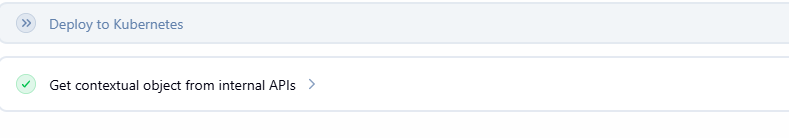 Deploy to Kubernetes
Get contextual object from internal APIs